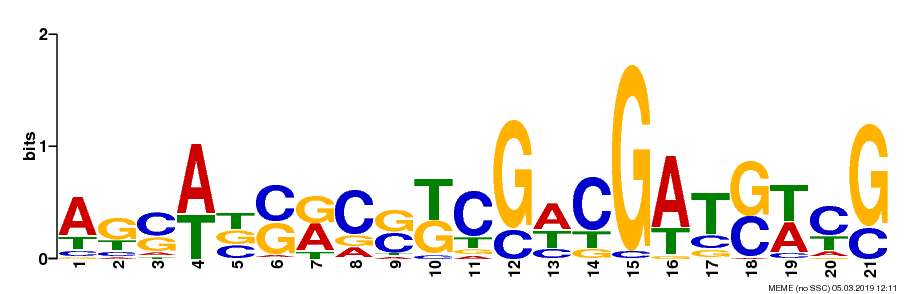 2
bits
1
0
A G C A T C G C G T C G A C G A T G T C G
T T G T G G A G C G T C T T C T C C A T C
1 2 3 4 5 6 7 8 9 10 11 12 13 14 15 16 17 18 19 20 21
MEME (no SSC) 05.03.2019 12:11